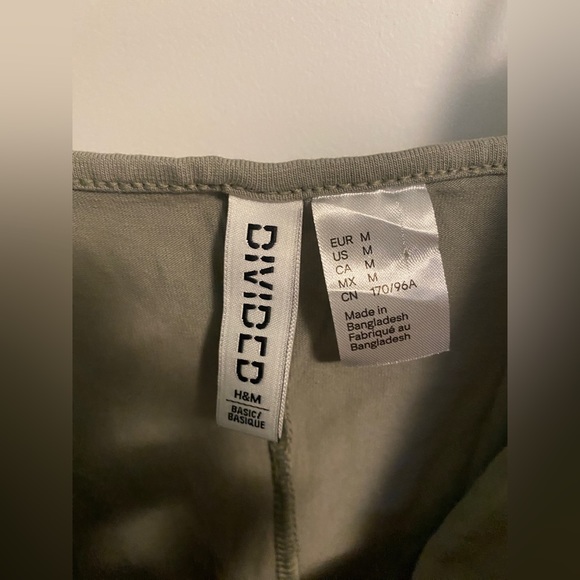 DIVIDED
H&M
BASIC/
BASIQUE
EUR M
US M
CA M
MX M
CN 170/96A
Made in
Bangladesh
Fabriqué au
Bangladesh